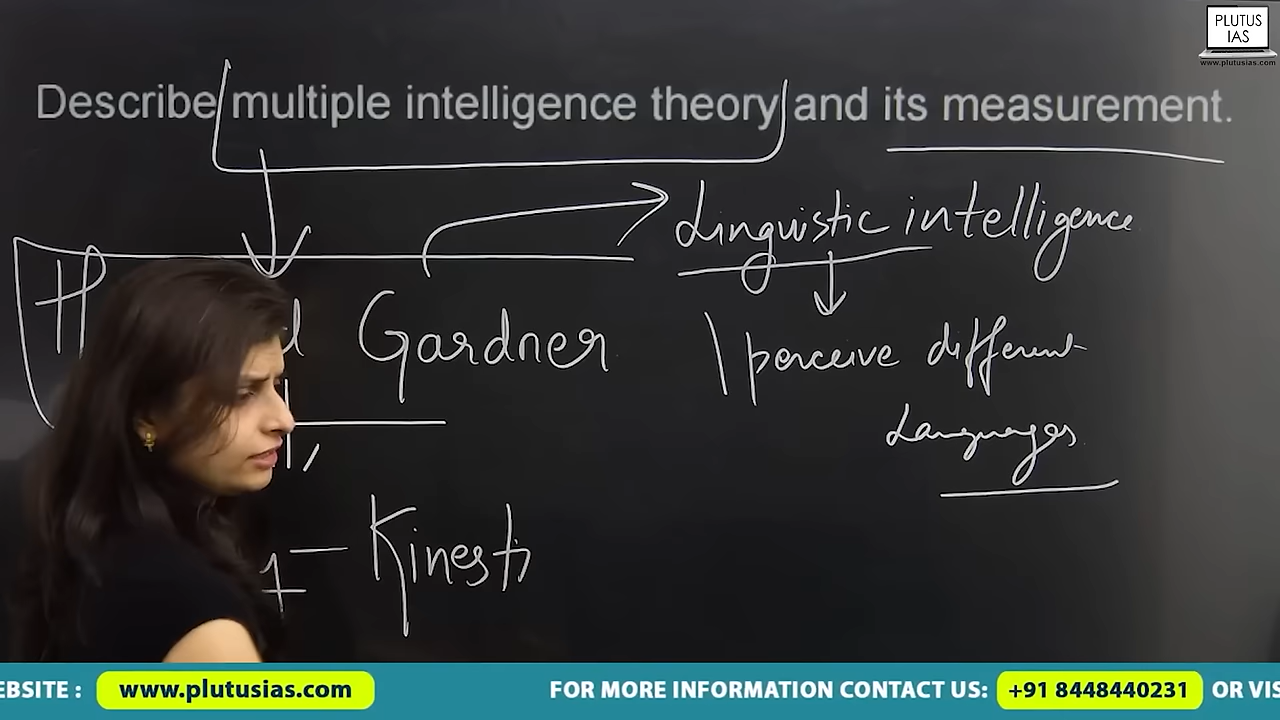 PLUTUS
IAS
www.plutusias.com
Describe multiple intelligence theory and its measurement.
Linguistic intelligence
Gardner
perceive different
Languages
Kinesth
EBSITE : www.plutusias.com FOR MORE INFORMATION CONTACT US: +91 8448440231 OR VIS